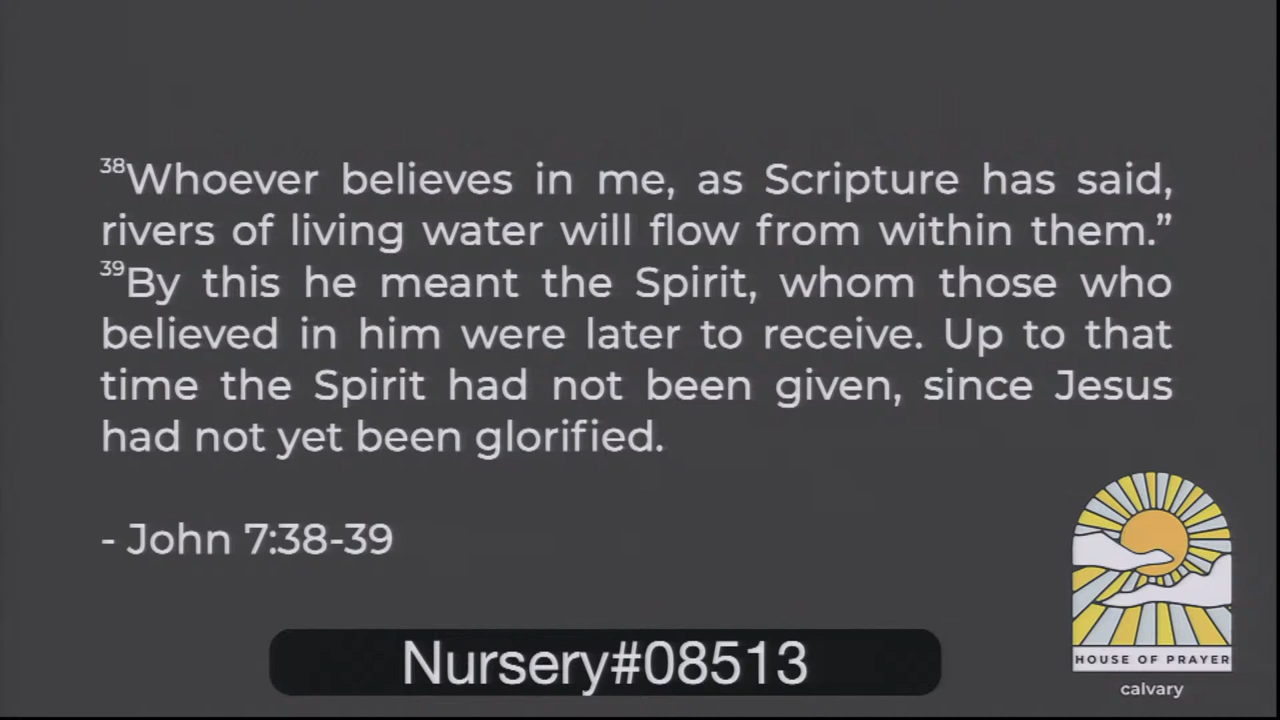 38Whoever believes in me, as Scripture has said,
rivers of living water will flow from within them.”
39By this he meant the Spirit, whom those who
believed in him were later to receive. Up to that
time the Spirit had not been given, since Jesus
had not yet been glorified.
- John 7:38-39
Nursery#08513
HOUSE OF PRAYER
calvary